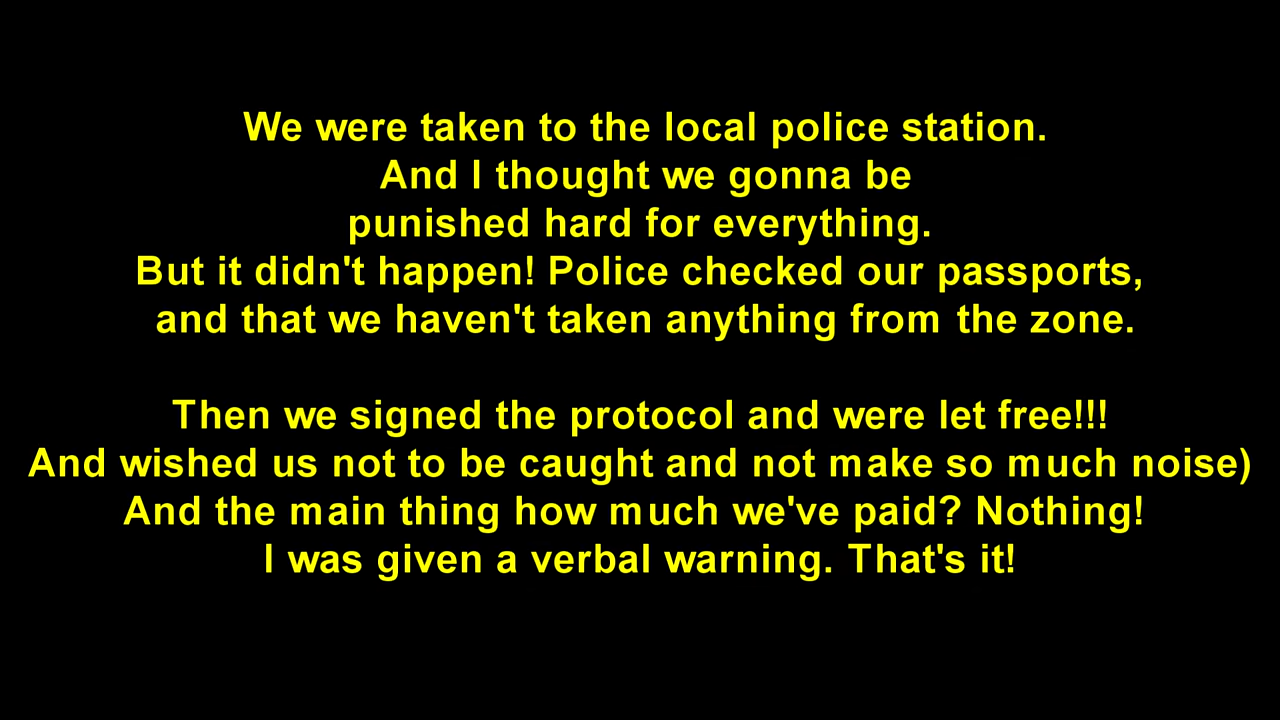 We were taken to the local police station.
And I thought we gonna be
punished hard for everything.
But it didn't happen! Police checked our passports,
and that we haven't taken anything from the zone.
Then we signed the protocol and were let free!!!
And wished us not to be caught and not make so much noise)
And the main thing how much we've paid? Nothing!
I was given a verbal warning. That's it!